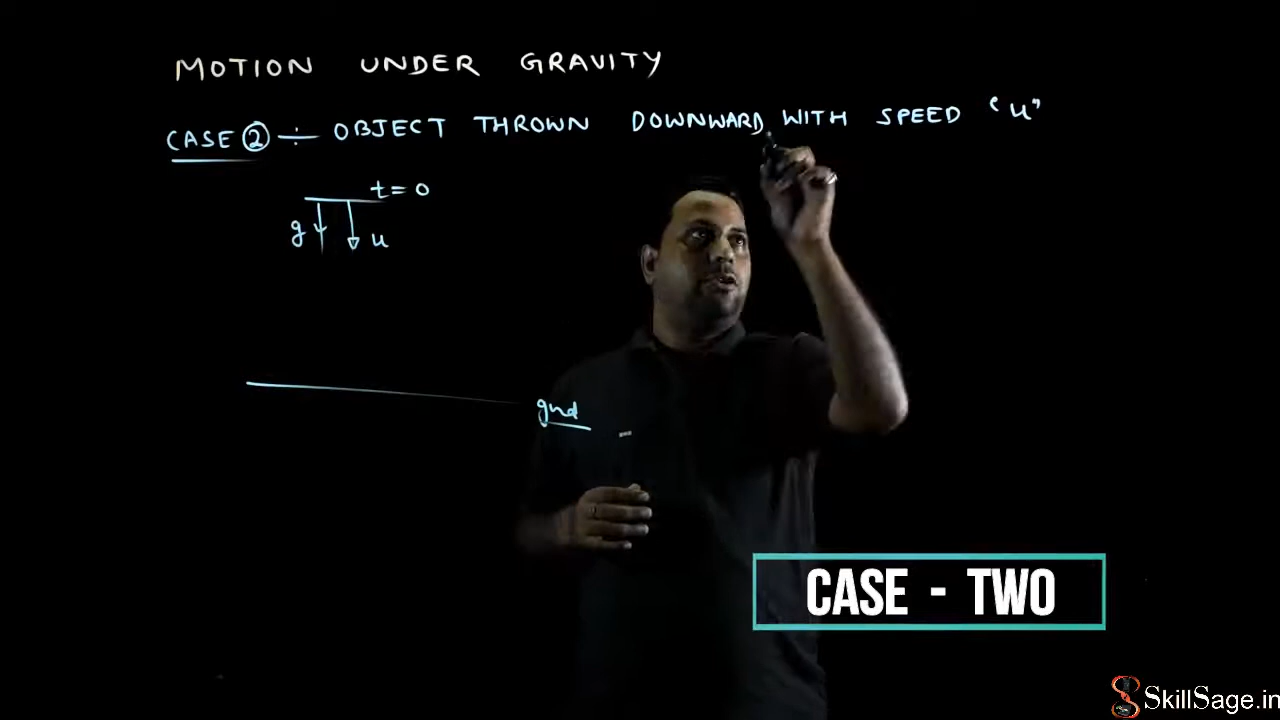 MOTION UNDER GRAVITY
CASE ② ÷ OBJECT THROWN DOWNWARD WITH SPEED "u"
t = 0
g u
gnd
CASE - TWO
SkillSage.in